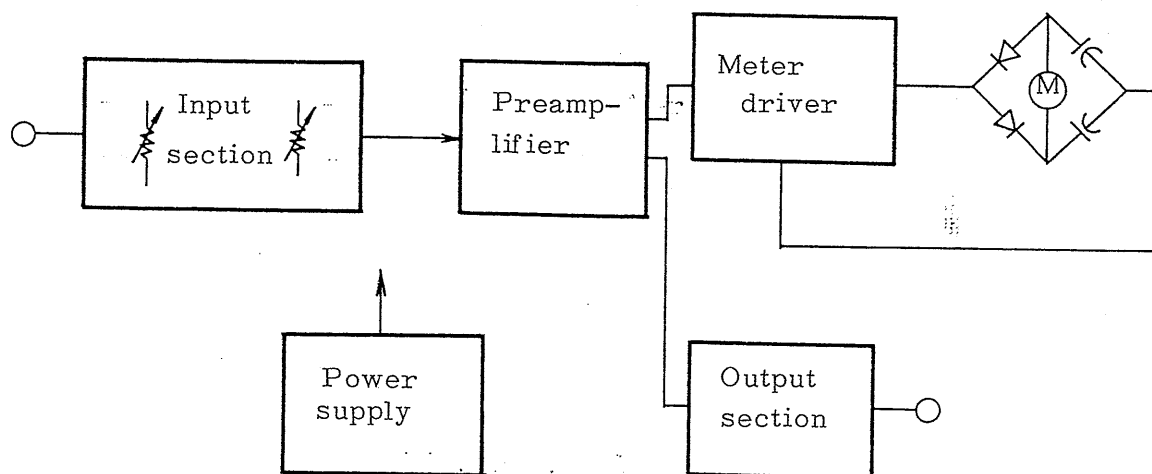 Input
section
Preamp-
lifier
Meter
driver
M
Power
supply
Output
section